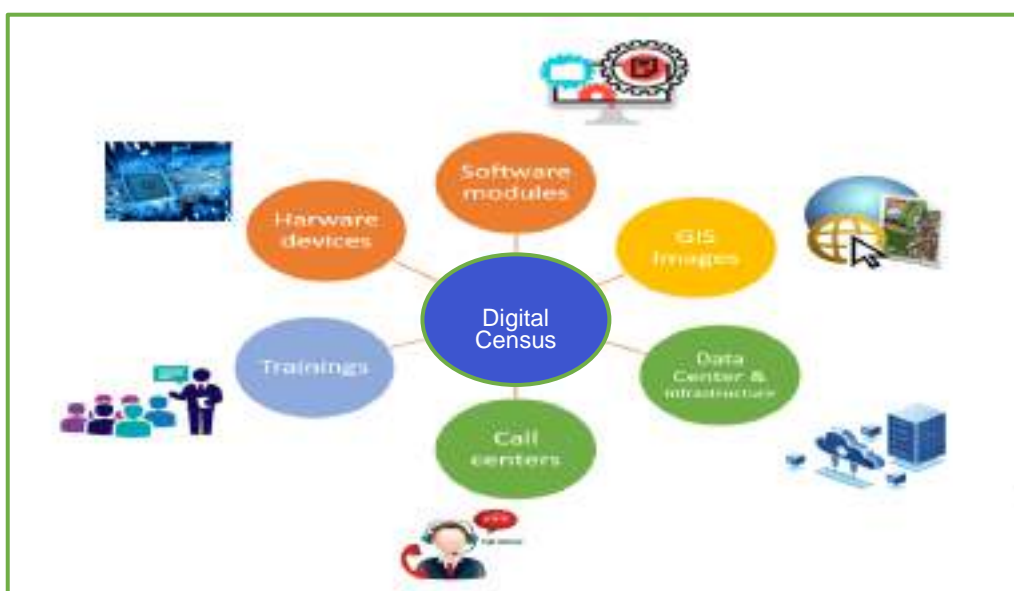 Software
modules
Harware
devices
GIS
Images
Digital
Census
Trainings
Data
Center &
Infrastructure
Call
centers